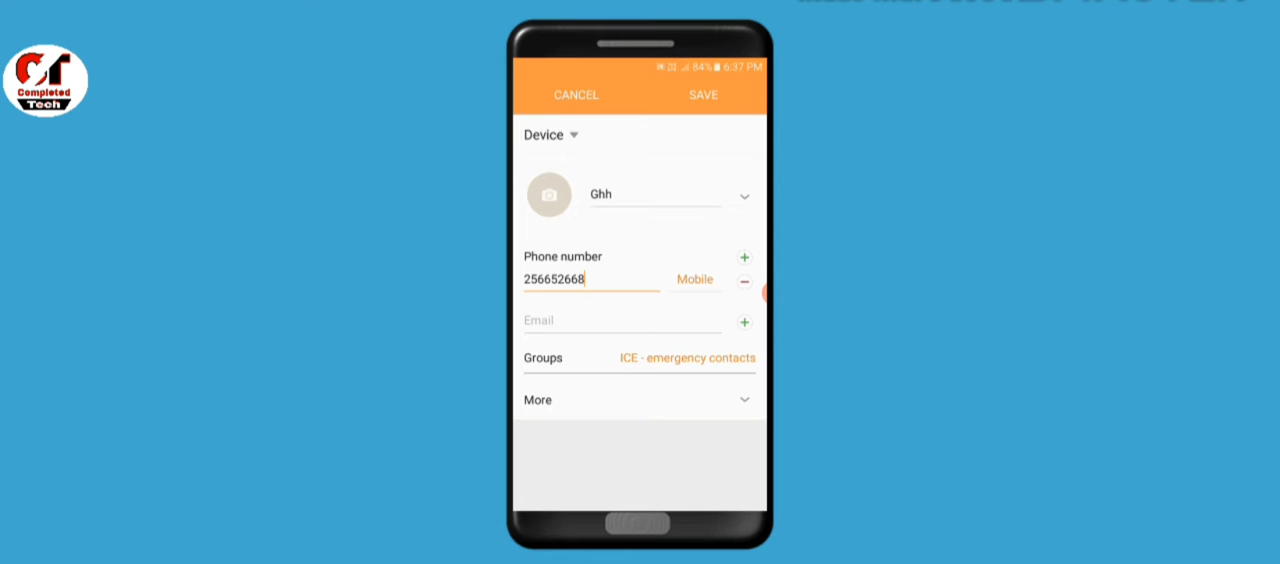 CT
Completed
Tech
84% 6:37 PM
CANCEL SAVE
Device
Ghh
Phone number
256652668 Mobile
Email
Groups ICE - emergency contacts
More